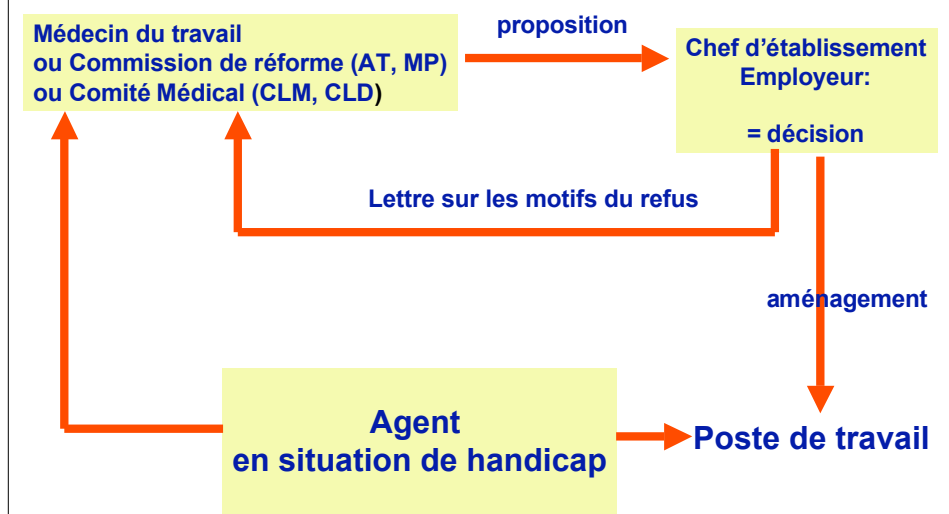 Médecin du travail
ou Commission de réforme (AT, MP)
ou Comité Médical (CLM, CLD)
proposition
Chef d’établissement
Employeur:
= décision
Lettre sur les motifs du refus
aménagement
Agent
en situation de handicap
Poste de travail